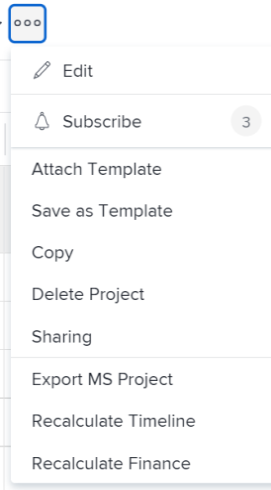 Edit
Subscribe 3
Attach Template
Save as Template
Copy
Delete Project
Sharing
Export MS Project
Recalculate Timeline
Recalculate Finance